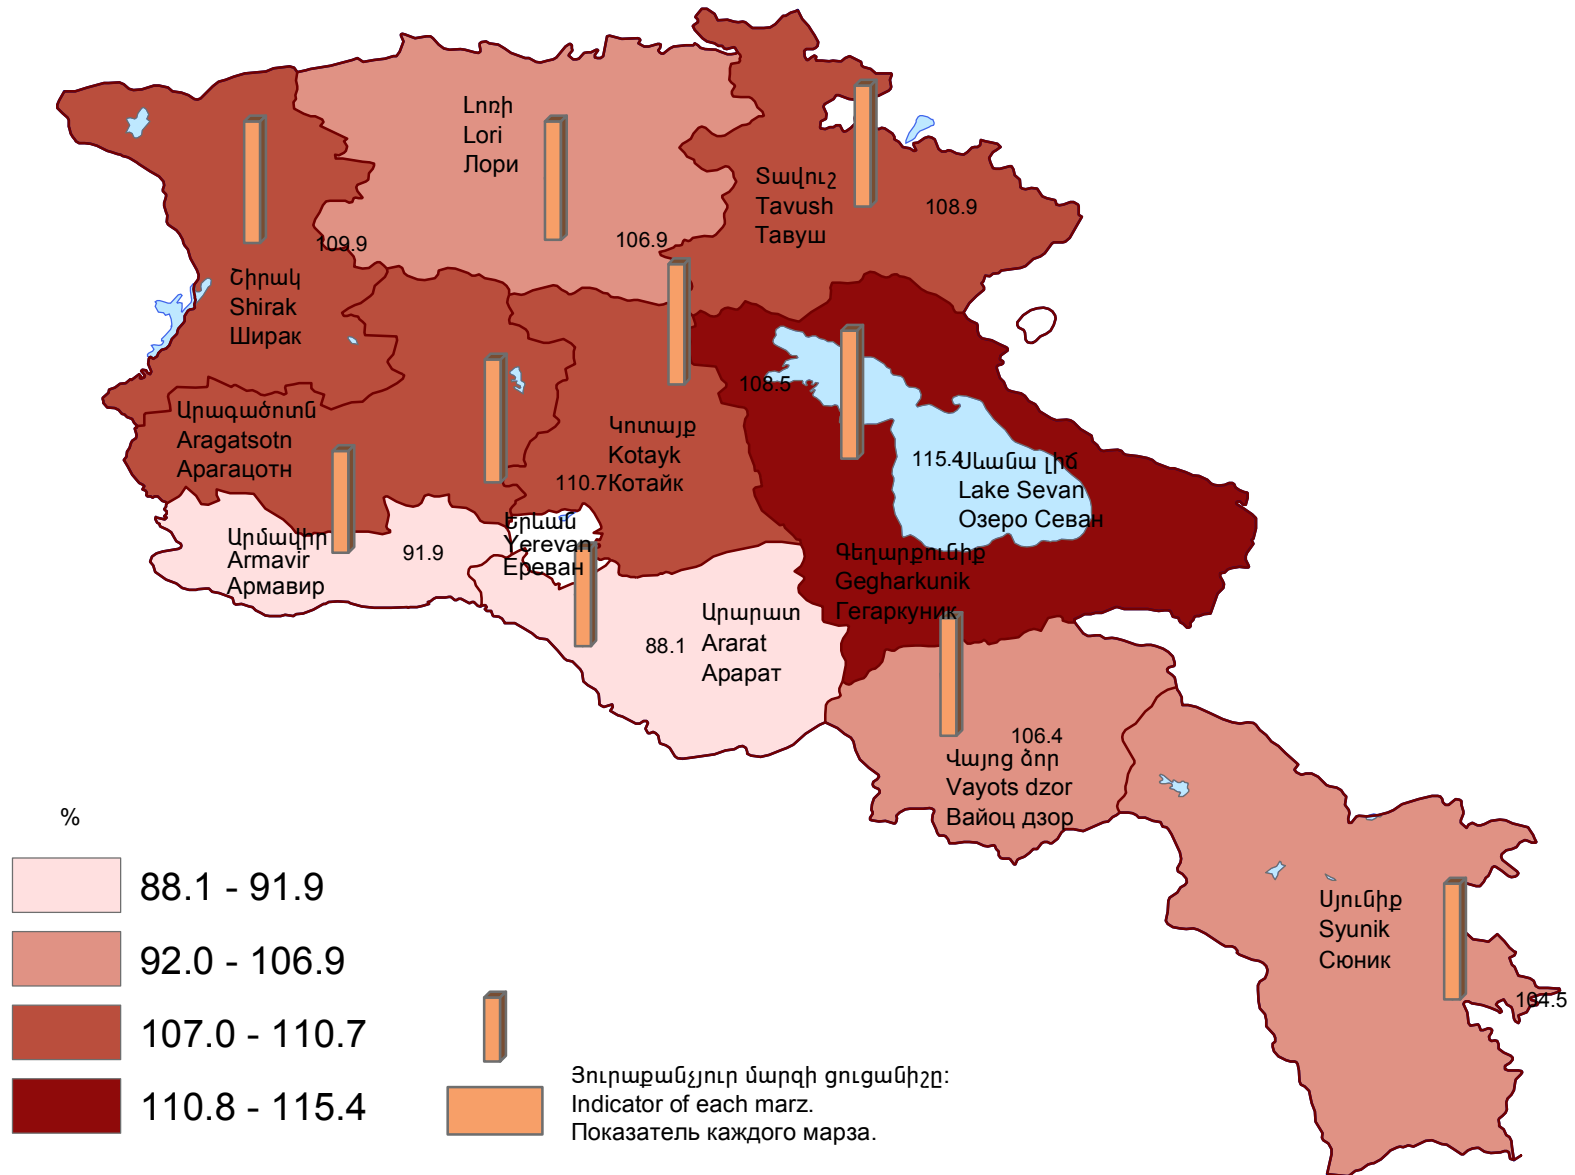 Լոռի
Lori
Лори
Տավուշ
Tavush
Тавуш
108.9
109.9
106.9
Շիրակ
Shirak
Ширак
108.5
Արագածոտն
Aragatsotn
Арагацотн
Կոտայք
Kotayk
Котайк
110.7
115.4
Սևանա լիճ
Lake Sevan
Озеро Севан
Երևան
Yerevan
Ереван
Արմավիր
Armavir
Армавир
91.9
Գեղարքունիք
Gegharkunik
Гегаркуник
88.1
Արարատ
Ararat
Арарат
106.4
Վայոց ձոր
Vayots dzor
Вайоц дзор
Սյունիք
Syunik
Сюник
104.5
%
88.1 - 91.9
92.0 - 106.9
107.0 - 110.7
110.8 - 115.4
Յուրաքանչյուր մարզի ցուցանիշը:
Indicator of each marz.
Показатель каждого марза.